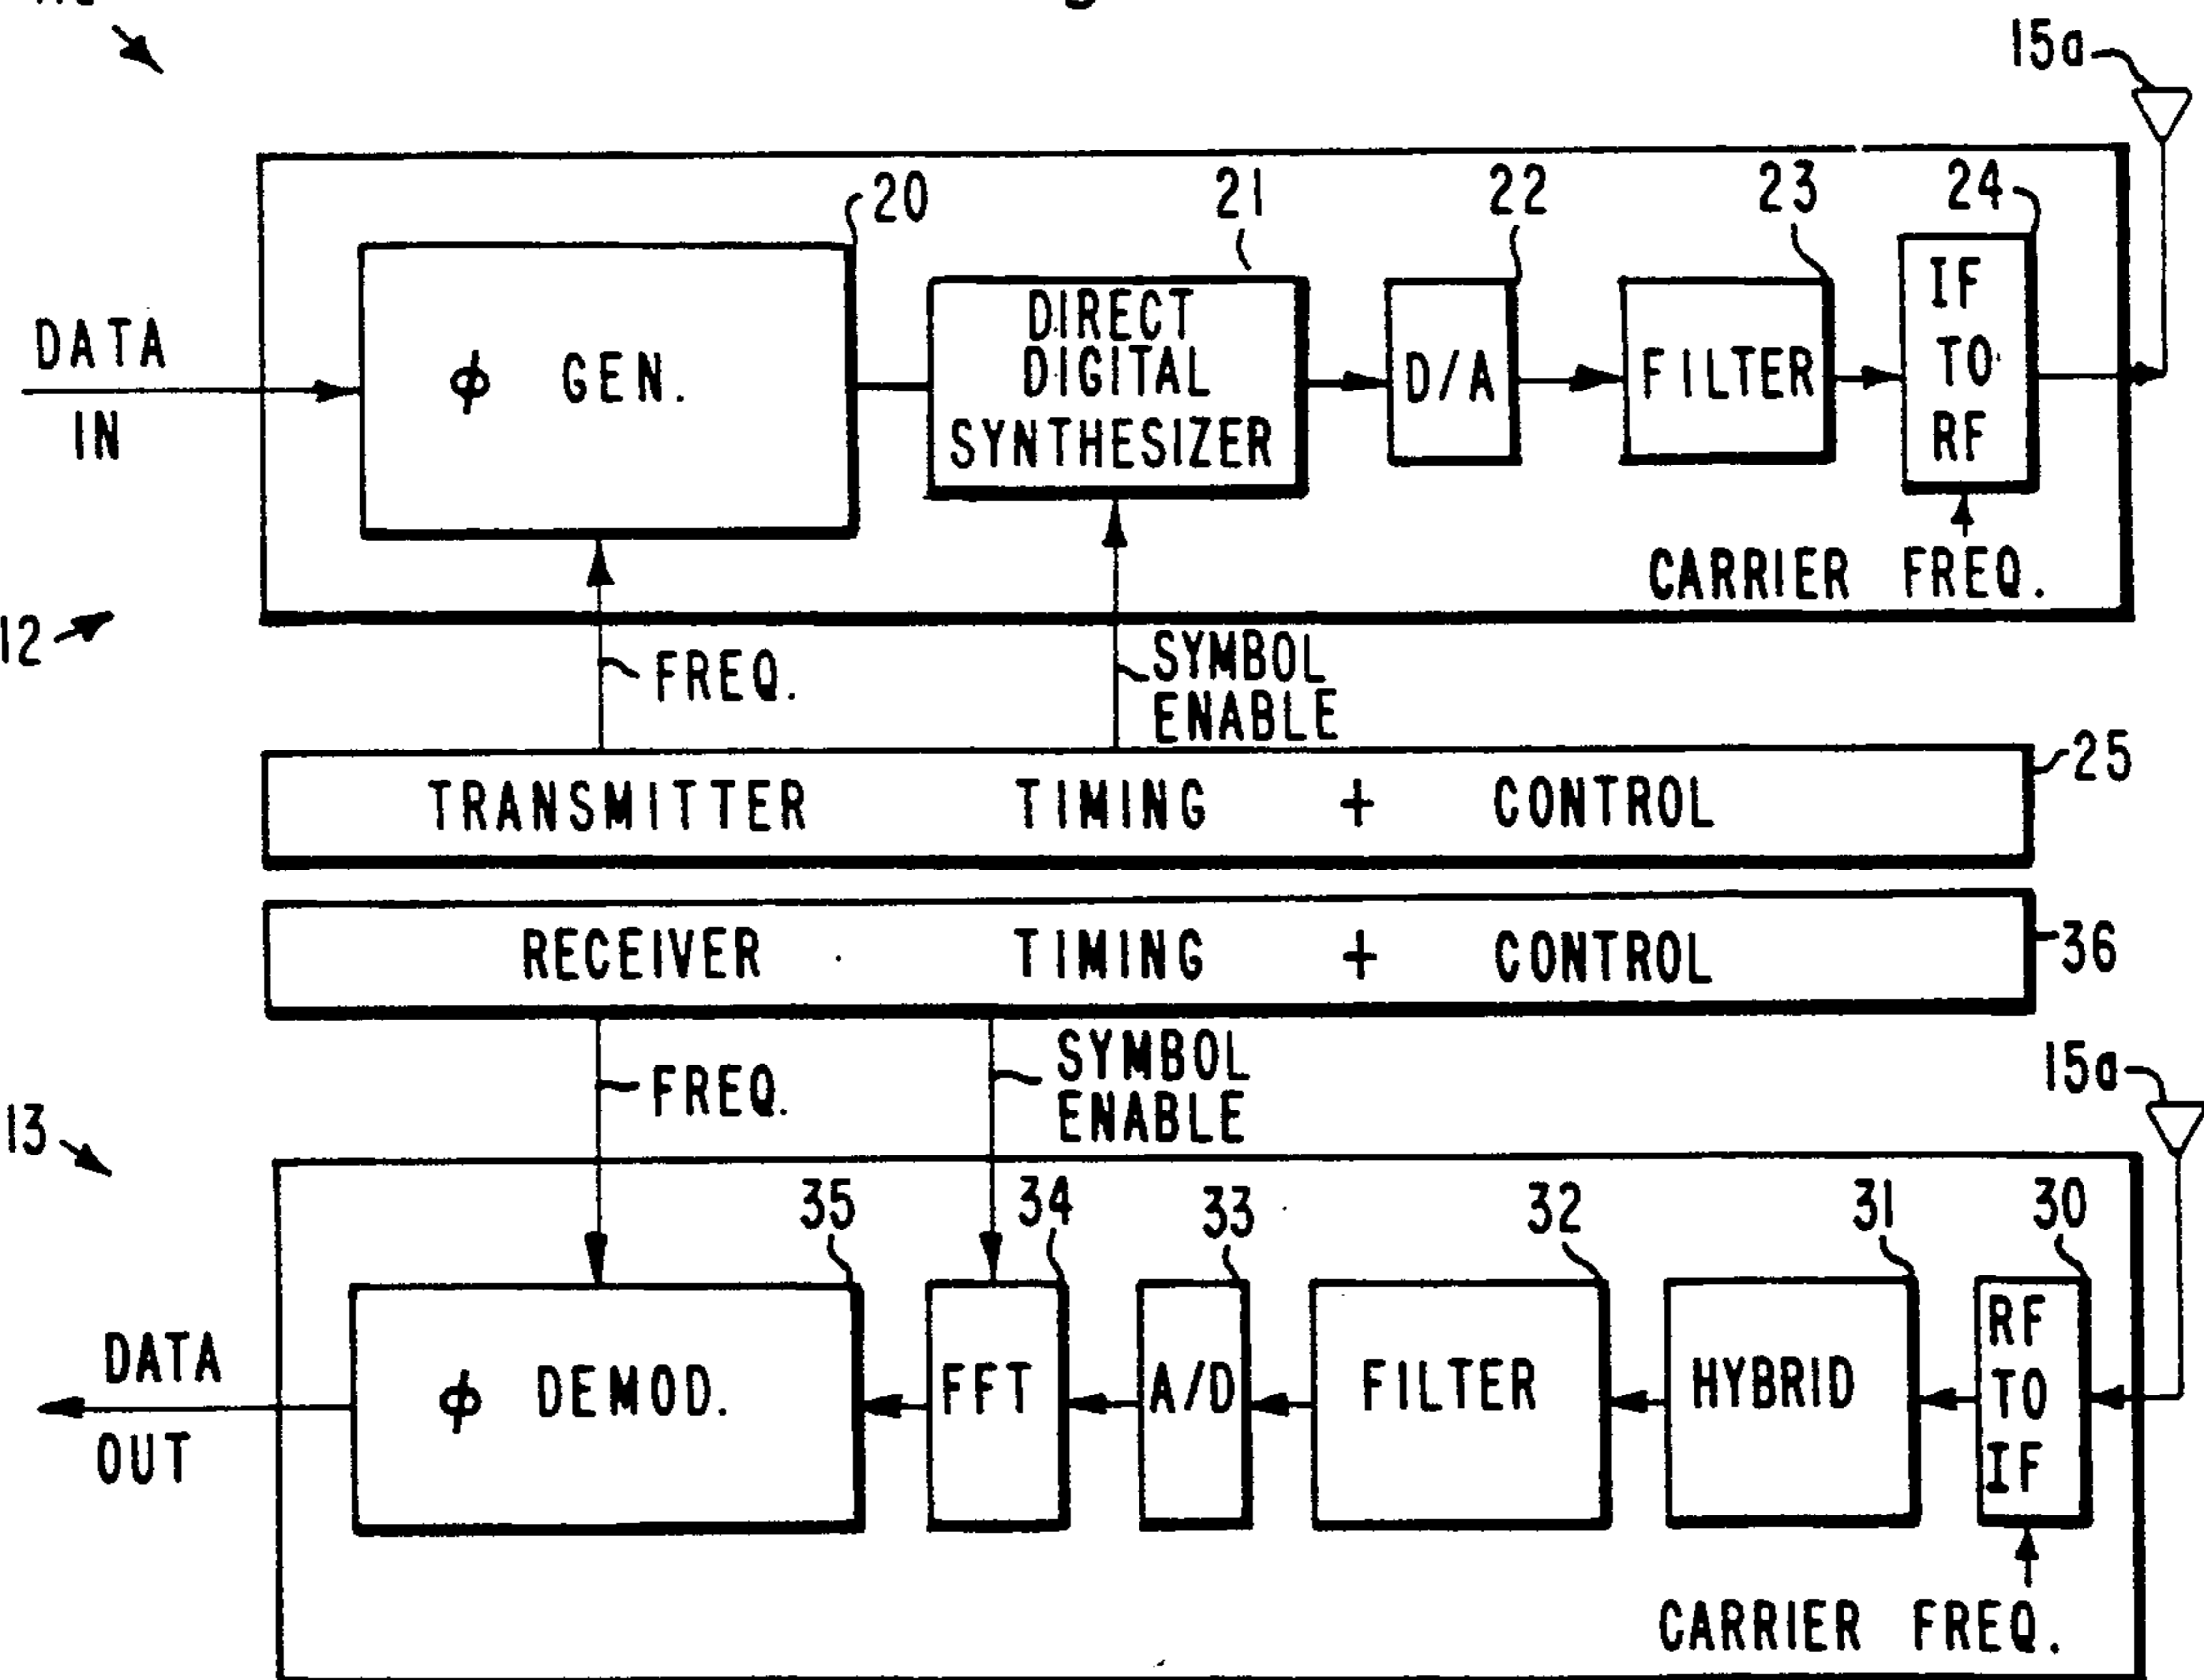 15a
20
21
22
23
24
DATA
IN
ϕ GEN.
DIRECT
DIGITAL
SYNTHESIZER
D/A
FILTER
IF
TO
RF
CARRIER FREQ.
12
FREQ.
SYMBOL
ENABLE
TRANSMITTER TIMING + CONTROL
25
RECEIVER TIMING + CONTROL
36
FREQ.
SYMBOL
ENABLE
15a
13
35
34
33
32
31
30
DATA
OUT
ϕ DEMOD.
FFT
A/D
FILTER
HYBRID
RF
TO
IF
CARRIER FREQ.